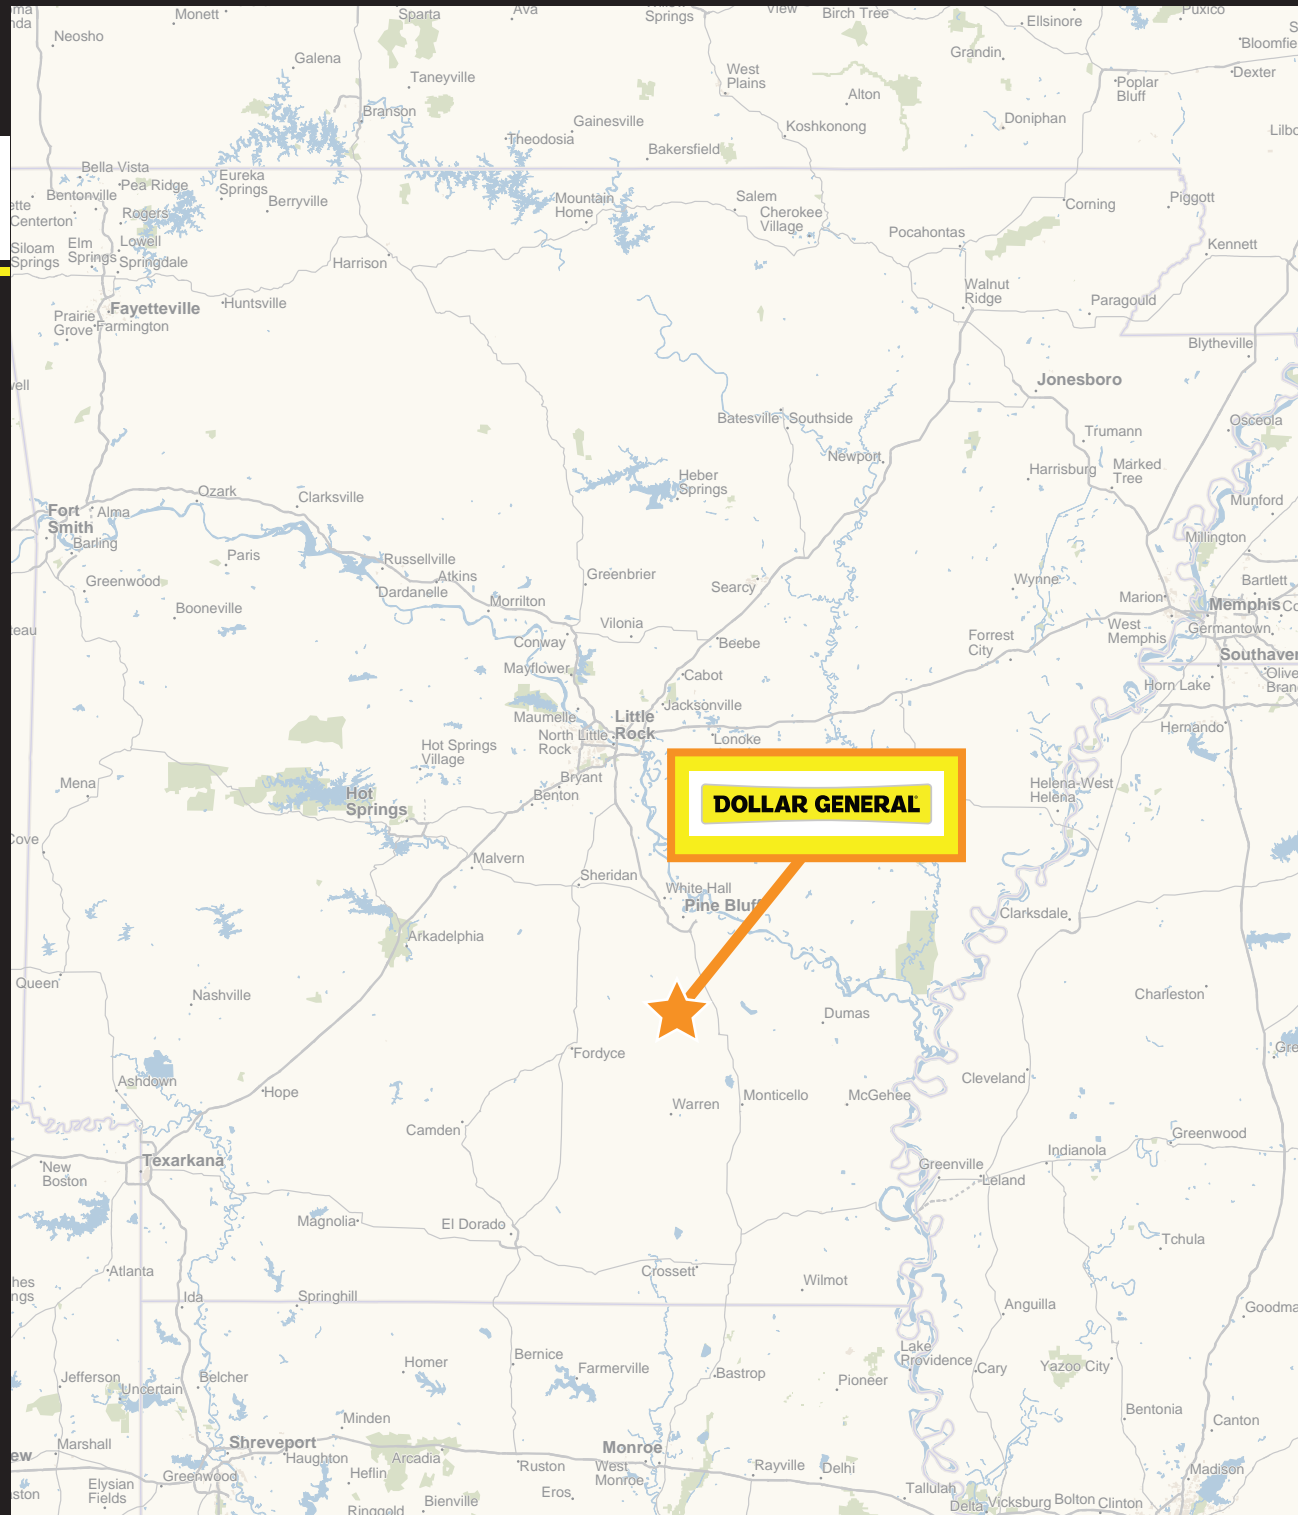 Monett
Sparta
Ava
Springs
View
Birch Tree
Ellsinore
Puxico
Neosho
Galena
Grandin
Bloomfie
Taneyville
West
Plains
Poplar
Bluff
Dexter
Branson
Alton
Gainesville
Koshkonong
Doniphan
Theodosia
Bakersfield
Bella Vista
Pea Ridge
Eureka
Springs
Bentonville
Berryville
Mountain
Home
Salem
Cherokee
Village
Corning
Piggott
Centerton
Rogers
Pocahontas
Siloam
Springs
Elm
Springs
Lowell
Springdale
Harrison
Kennett
Walnut
Ridge
Paragould
Fayetteville
Huntsville
Prairie
Grove
Farmington
Blytheville
Jonesboro
Batesville
Southside
Osceola
Trumann
Newport
Harrisburg
Marked
Tree
Heber
Springs
Ozark
Clarksville
Munford
Fort
Smith
Alma
Barling
Millington
Paris
Russellville
Atkins
Dardanelle
Greenbrier
Searcy
Wynne
Bartlett
Greenwood
Booneville
Morrilton
Marion
Memphis
Co
teau
Vilonia
Conway
Beebe
Forrest
City
West
Memphis
Germantown
Southaven
Mayflower
Cabot
Horn Lake
Olive
Bran
Maumelle
Little
Rock
Jacksonville
North Little
Rock
Lonoke
Hernando
Hot Springs
Village
Mena
Bryant
Benton
Hot
Springs
DOLLAR GENERAL
Helena-West
Helena
Cove
Malvern
Sheridan
White Hall
Pine Bluff
Clarksdale
Arkadelphia
Queen
Nashville
Charleston
Dumas
Fordyce
Gre
Ashdown
Hope
Cleveland
Warren
Monticello
McGehee
Camden
Greenwood
Indianola
Texarkana
New
Boston
Greenville
Leland
Magnolia
El Dorado
Tchula
Atlanta
Crossett
Wilmot
hes
ngs
Ida
Springhill
Anguilla
Goodma
Lake
Providence
Cary
Yazoo City
Bernice
Homer
Farmerville
Bastrop
Pioneer
Jefferson
Uncertain
Belcher
Bentonia
Canton
Minden
Marshall
Shreveport
Haughton
Arcadia
Monroe
Greenwood
Heflin
Ruston
West
Monroe
Rayville
Delhi
Madison
Elysian
Fields
Eros
Tallulah
Ringgold
Bienville
Delta
Vicksburg
Bolton
Clinton